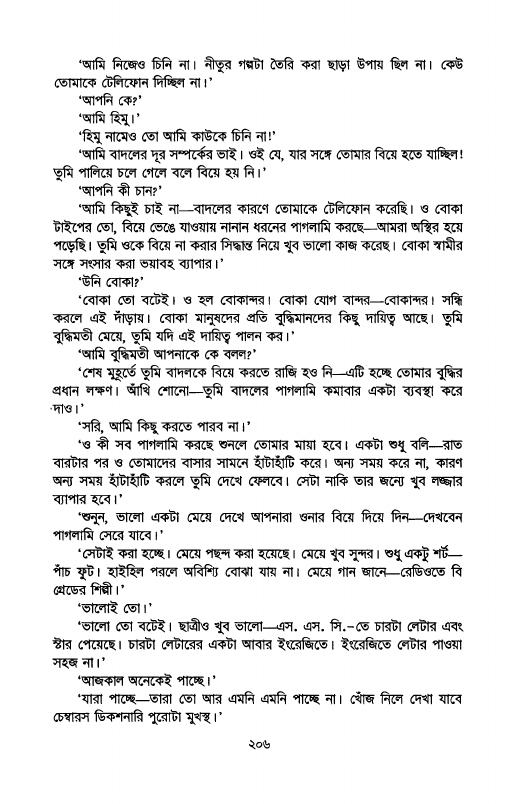 ‘আমি নিজেও চিনি না। নীতুর গল্পটা তৈরি করা ছাড়া উপায় ছিল না। কেউ
তোমাকে টেলিফোন দিচ্ছিল না।’
‘আপনি কে?’
‘আমি হিমু।’
‘হিমু নামেও তো আমি কাউকে চিনি না!’
‘আমি বাদলের দূর সম্পর্কের ভাই। ওই যে, যার সঙ্গে তোমার বিয়ে হতে যাচ্ছিল!
তুমি পালিয়ে চলে গেলে বলে বিয়ে হয় নি।’
‘আপনি কী চান?’
‘আমি কিছুই চাই না—বাদলের কারণে তোমাকে টেলিফোন করেছি। ও বোকা
টাইপের তো, বিয়ে ভেঙে যাওয়ায় নানান ধরনের পাগলামি করছে—আমরা অস্থির হয়ে
পড়েছি। তুমি ওকে বিয়ে না করার সিদ্ধান্ত নিয়ে খুব ভালো কাজ করেছ। বোকা স্বামীর
সঙ্গে সংসার করা ভয়াবহ ব্যাপার।’
‘উনি বোকা?’
‘বোকা তো বটেই। ও হল বোকান্দর। বোকা যোগ বান্দর—বোকান্দর। সন্ধি
করলে এই দাঁড়ায়। বোকা মানুষদের প্রতি বুদ্ধিমানদের কিছু দায়িত্ব আছে। তুমি
বুদ্ধিমতী মেয়ে, তুমি যদি এই দায়িত্ব পালন কর।’
‘আমি বুদ্ধিমতী আপনাকে কে বলল?’
‘শেষ মুহূর্তে তুমি বাদলকে বিয়ে করতে রাজি হও নি—এটি হচ্ছে তোমার বুদ্ধির
প্রধান লক্ষণ। আঁখি শোনো—তুমি বাদলের পাগলামি কমাবার একটা ব্যবস্থা করে
দাও।’
‘সরি, আমি কিছু করতে পারব না।’
‘ও কী সব পাগলামি করছে শুনলে তোমার মায়া হবে। একটা শুধু বলি—রাত
বারটার পর ও তোমাদের বাসার সামনে হাঁটাহাঁটি করে। অন্য সময় করে না, কারণ
অন্য সময় হাঁটাহাঁটি করলে তুমি দেখে ফেলবে। সেটা নাকি তার জন্যে খুব লজ্জার
ব্যাপার হবে।’
‘শুনুন, ভালো একটা মেয়ে দেখে আপনারা ওনার বিয়ে দিয়ে দিন—দেখবেন
পাগলামি সেরে যাবে।’
‘সেটাই করা হচ্ছে। মেয়ে পছন্দ করা হয়েছে। মেয়ে খুব সুন্দর। শুধু একটু শর্ট—
পাঁচ ফুট। হাইহিল পরলে অবিশ্যি বোঝা যায় না। মেয়ে গান জানে—রেডিওতে বি
গ্রেডের শিল্পী।’
‘ভালোই তো।’
‘ভালো তো বটেই। ছাত্রীও খুব ভালো—এস. এস. সি.-তে চারটা লেটার এবং
স্টার পেয়েছে। চারটা লেটারের একটা আবার ইংরেজিতে। ইংরেজিতে লেটার পাওয়া
সহজ না।’
‘আজকাল অনেকেই পাচ্ছে।’
‘যারা পাচ্ছে—তারা তো আর এমনি এমনি পাচ্ছে না। খোঁজ নিলে দেখা যাবে
চেম্বারস ডিকশনারি পুরোটা মুখস্থ।’
২০৬